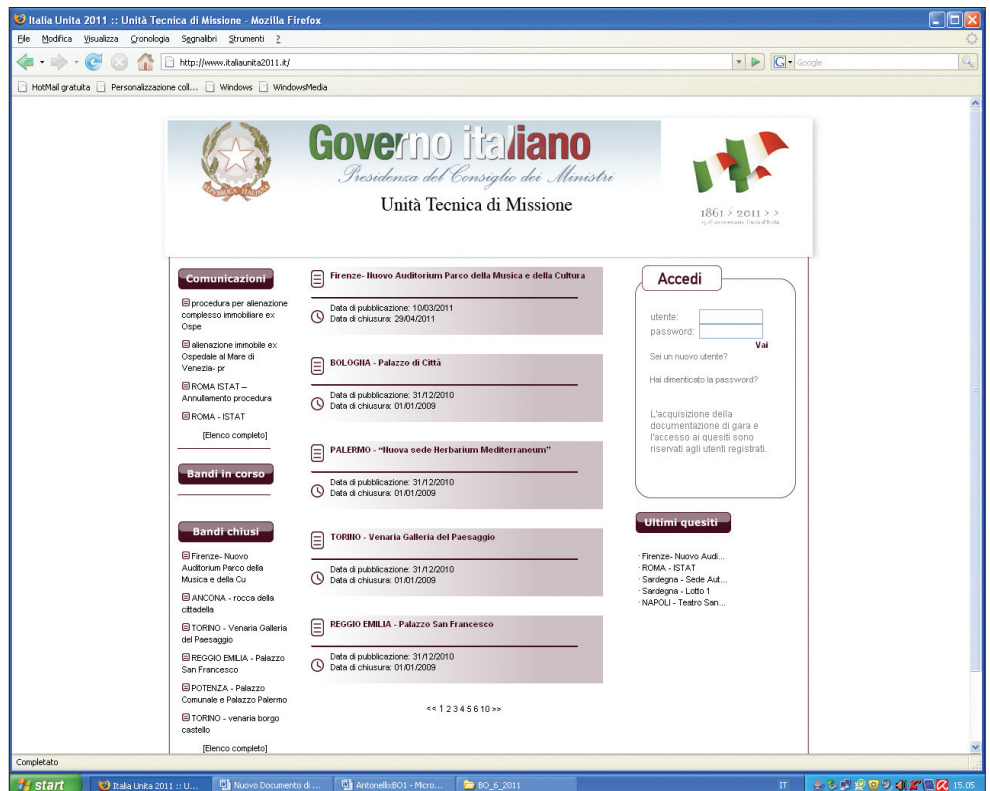 Italia Unita 2011 :: Unità Tecnica di Missione - Mozilla Firefox
File Modifica Visualizza Cronologia Segnalibri Strumenti ?
http://www.italiaunita2011.it/
Google
HotMail gratuita Personalizzazione coll... Windows WindowsMedia
REPVBBLICA ITALIANA
Governo italiano
Presidenza del Consiglio dei Ministri
Unità Tecnica di Missione
1861 > 2011 > >
150° anniversario Unità d'Italia
Comunicazioni
procedura per alienazione
complesso immobiliare ex
Ospe
alienazione immobile ex
Ospedale al Mare di
Venezia- pr
ROMA ISTAT –
Annullamento procedura
ROMA - ISTAT
[Elenco completo]
Bandi in corso
Bandi chiusi
Firenze- Nuovo
Auditorium Parco della
Musica e della Cu
ANCONA - rocca della
cittadella
TORINO - Venaria Galleria
del Paesaggio
REGGIO EMILIA - Palazzo
San Francesco
POTENZA - Palazzo
Comunale e Palazzo Palermo
TORINO - venaria borgo
castello
[Elenco completo]
Firenze- Nuovo Auditorium Parco della Musica e della Cultura
Data di pubblicazione: 10/03/2011
Data di chiusura: 29/04/2011
BOLOGNA - Palazzo di Città
Data di pubblicazione: 31/12/2010
Data di chiusura: 01/01/2009
PALERMO - “Nuova sede Herbarium Mediterraneum”
Data di pubblicazione: 31/12/2010
Data di chiusura: 01/01/2009
TORINO - Venaria Galleria del Paesaggio
Data di pubblicazione: 31/12/2010
Data di chiusura: 01/01/2009
REGGIO EMILIA - Palazzo San Francesco
Data di pubblicazione: 31/12/2010
Data di chiusura: 01/01/2009
<< 1 2 3 4 5 6 10 >>
Accedi
utente:
password:
Vai
Sei un nuovo utente?
Hai dimenticato la password?
L'acquisizione della
documentazione di gara e
l'accesso ai quesiti sono
riservati agli utenti registrati.
Ultimi quesiti
· Firenze- Nuovo Audi...
· ROMA - ISTAT
· Sardegna - Sede Aut...
· Sardegna - Lotto 1
· NAPOLI - Teatro San...
Completato
start Italia Unita 2011 :: U... Nuovo Documento di ... AntonellxBO1 - Micro... BO_6_2011 IT 15.05